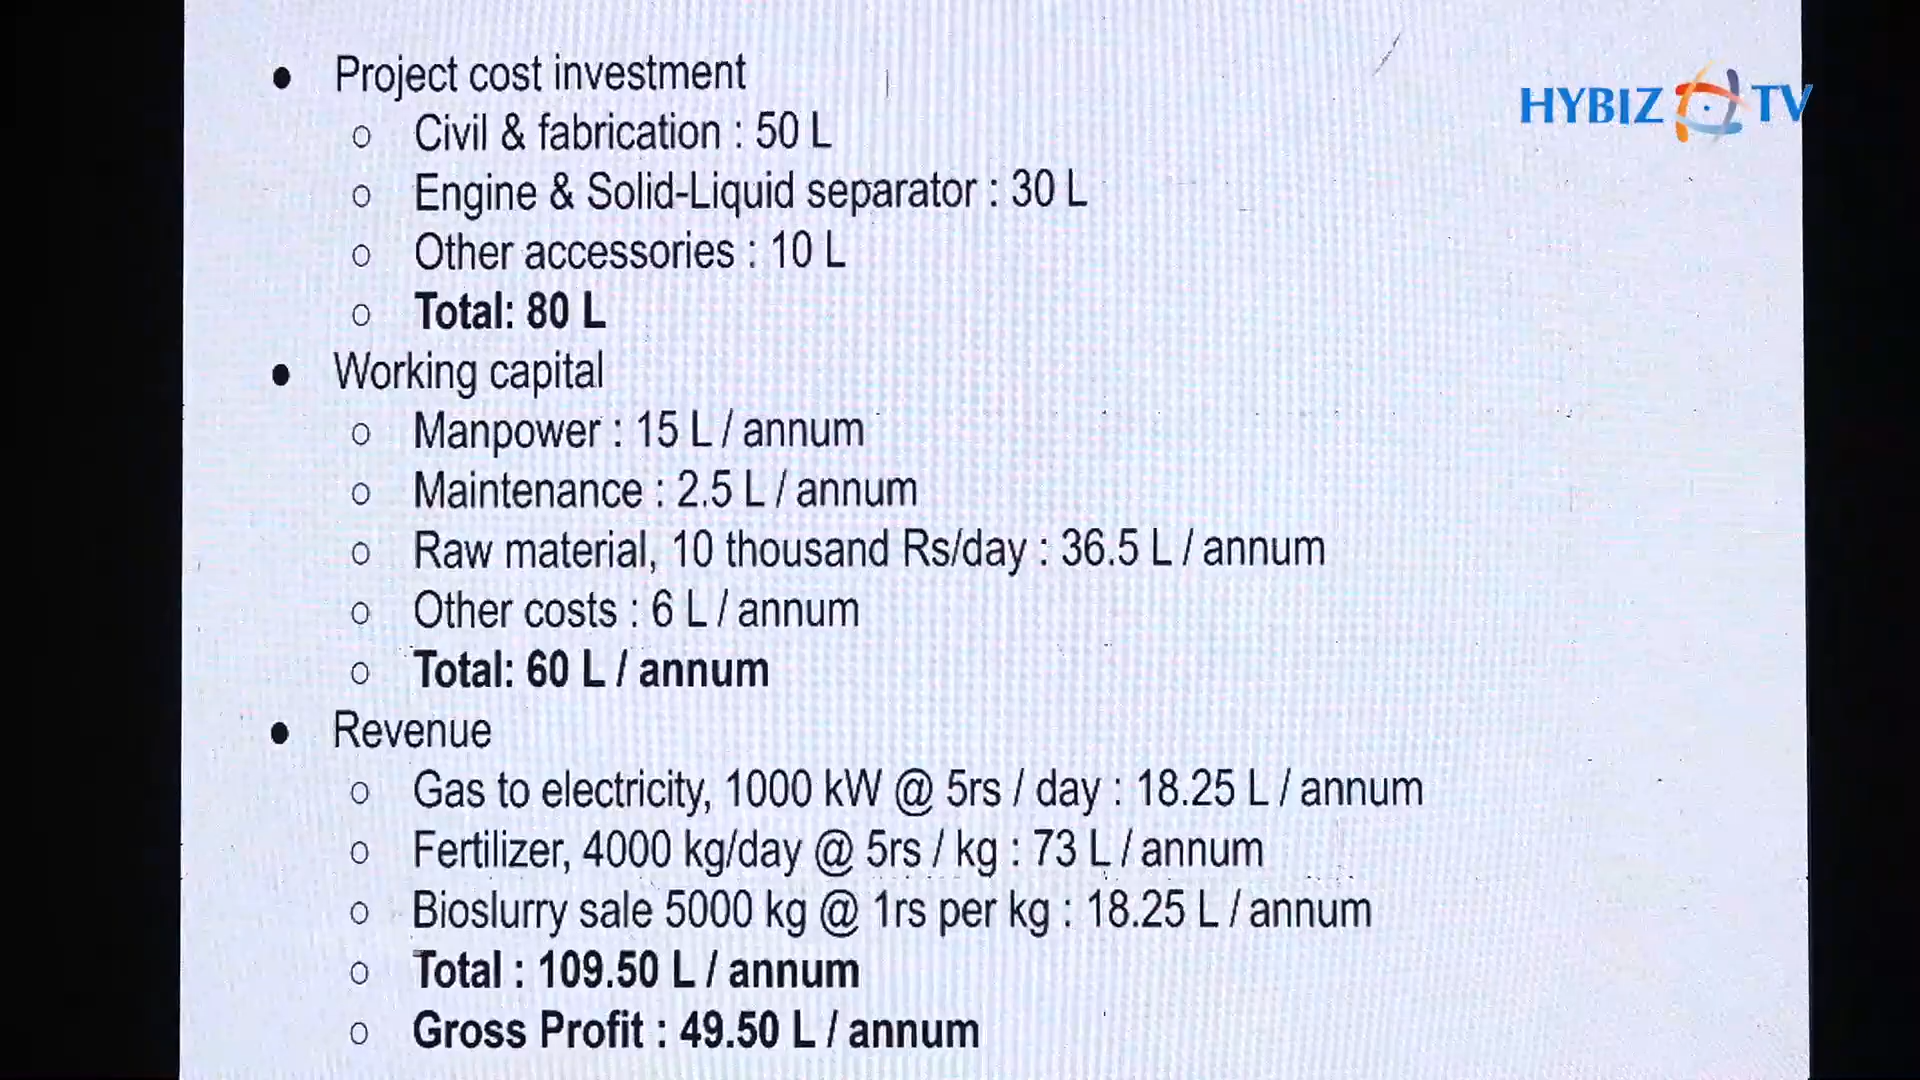 ● Project cost investment
o Civil & fabrication : 50 L
o Engine & Solid-Liquid separator : 30 L
o Other accessories : 10 L
o Total: 80 L
● Working capital
o Manpower : 15 L / annum
o Maintenance : 2.5 L / annum
o Raw material, 10 thousand Rs/day : 36.5 L / annum
o Other costs : 6 L / annum
o Total: 60 L / annum
● Revenue
o Gas to electricity, 1000 kW @ 5rs / day : 18.25 L / annum
o Fertilizer, 4000 kg/day @ 5rs / kg : 73 L / annum
o Bioslurry sale 5000 kg @ 1rs per kg : 18.25 L / annum
o Total : 109.50 L / annum
o Gross Profit : 49.50 L / annum
HYBIZ TV